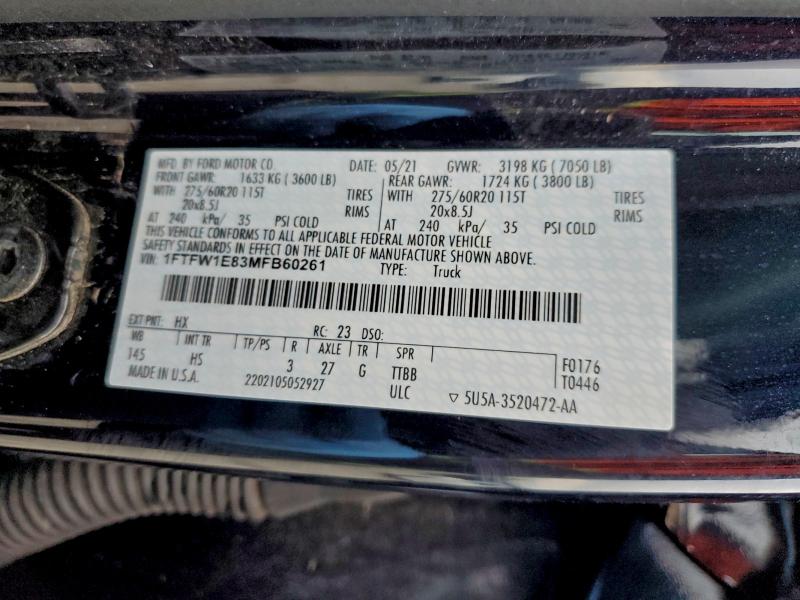 MFD. BY FORD MOTOR CO. DATE: 05/21 GVWR: 3198 KG ( 7050 LB)
FRONT GAWR: 1633 KG ( 3600 LB) REAR GAWR: 1724 KG ( 3800 LB)
WITH 275/60R20 115T TIRES WITH 275/60R20 115T TIRES
20x8.5J RIMS 20x8.5J RIMS
AT 240 kPa/ 35 PSI COLD AT 240 kPa/ 35 PSI COLD
THIS VEHICLE CONFORMS TO ALL APPLICABLE FEDERAL MOTOR VEHICLE
SAFETY STANDARDS IN EFFECT ON THE DATE OF MANUFACTURE SHOWN ABOVE.
VIN: 1FTFW1E83MFB60261 TYPE: Truck
EXT PNT: HX RC: 23 DSO:
WB INT TR TP/PS R AXLE TR SPR
145 HS 3 27 G TTBB F0176
ULC T0446
MADE IN U.S.A. 2202105052927 ▽ 5U5A-3520472-AA